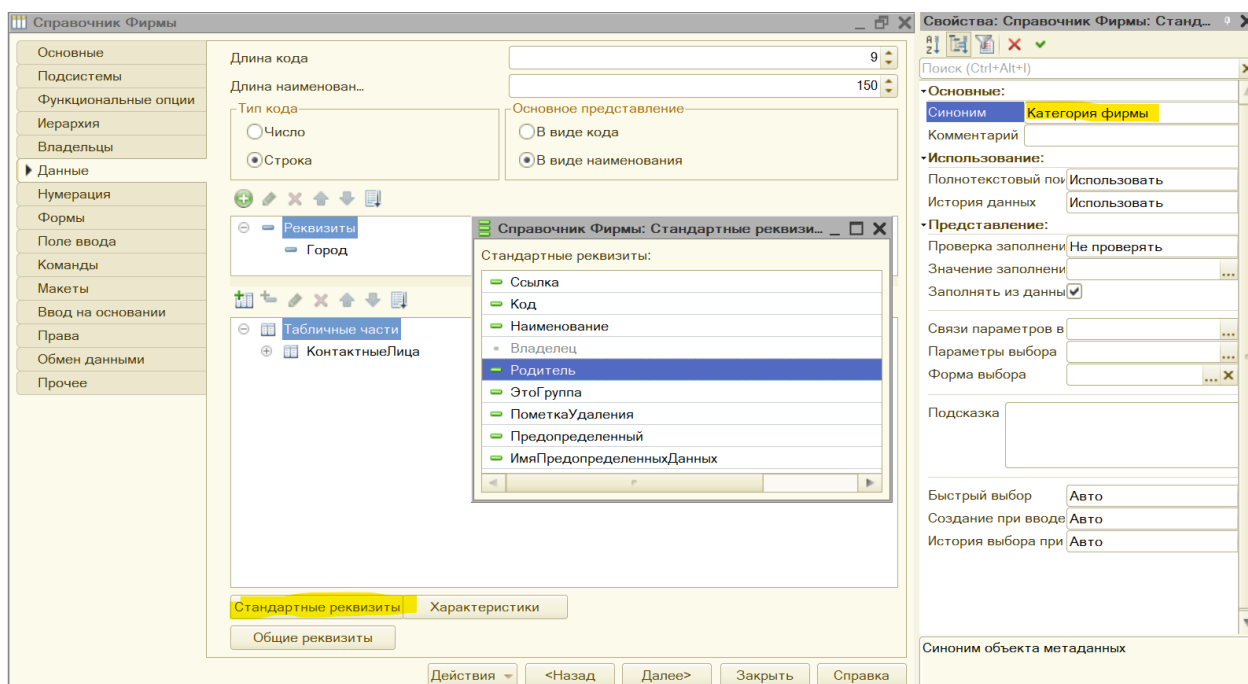 Справочник Фирмы
Основные
Подсистемы
Функциональные опции
Иерархия
Владельцы
Данные
Нумерация
Формы
Поле ввода
Команды
Макеты
Ввод на основании
Права
Обмен данными
Прочее
Длина кода
9
Длина наименован...
150
Тип кода
Число
Строка
Основное представление
В виде кода
В виде наименования
Реквизиты
Город
Табличные части
КонтактныеЛица
Справочник Фирмы: Стандартные реквизи...
Стандартные реквизиты:
Ссылка
Код
Наименование
Владелец
Родитель
ЭтоГруппа
ПометкаУдаления
Предопределенный
ИмяПредопределенныхДанных
Стандартные реквизиты
Характеристики
Общие реквизиты
Действия
<Назад
Далее>
Закрыть
Справка
Свойства: Справочник Фирмы: Станд...
Поиск (Ctrl+Alt+I)
Основные:
Синоним Категория фирмы
Комментарий
Использование:
Полнотекстовый пои Использовать
История данных Использовать
Представление:
Проверка заполнени Не проверять
Значение заполнени ...
Заполнять из данны
Связи параметров в ...
Параметры выбора ...
Форма выбора ...
Подсказка
Быстрый выбор Авто
Создание при вводе Авто
История выбора при Авто
Синоним объекта метаданных